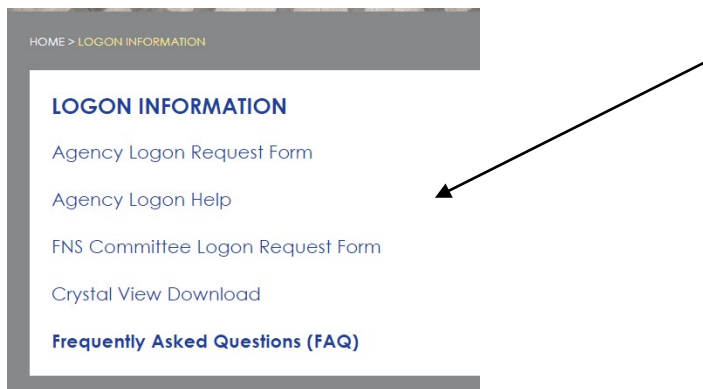 HOME > LOGON INFORMATION
LOGON INFORMATION
Agency Logon Request Form
Agency Logon Help
FNS Committee Logon Request Form
Crystal View Download
Frequently Asked Questions (FAQ)